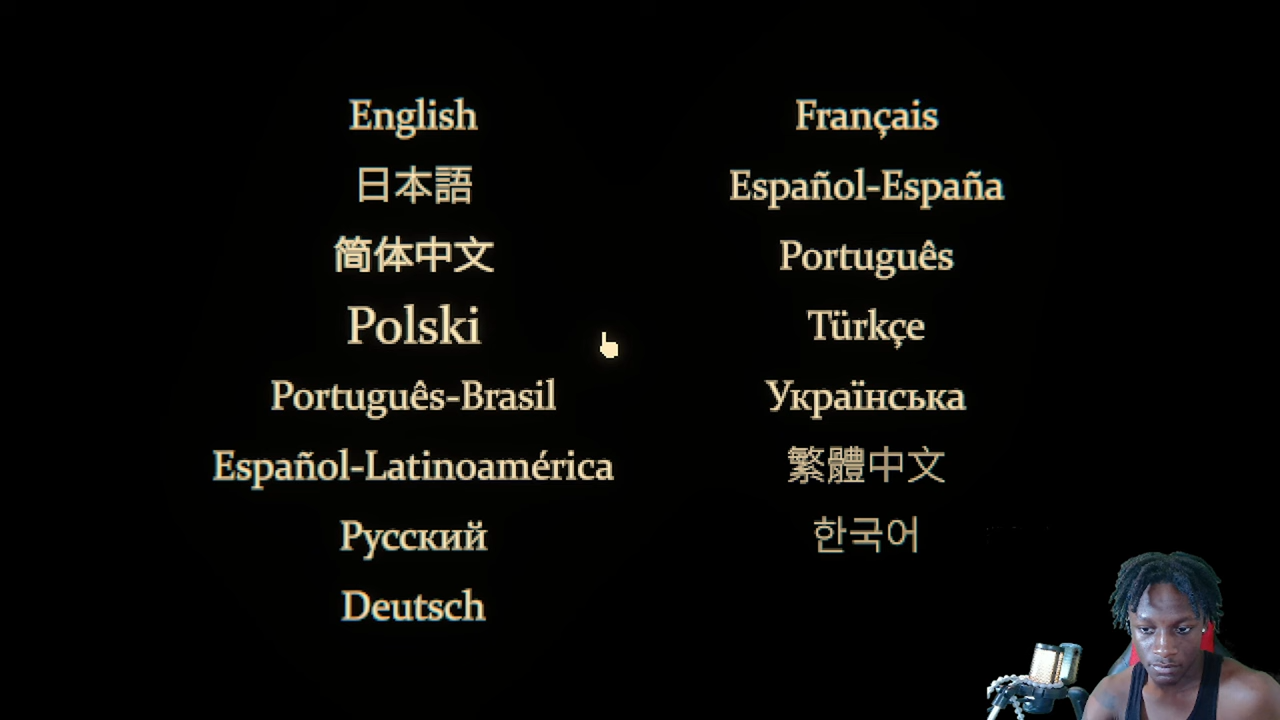 English
日本語
简体中文
Polski
Português-Brasil
Español-Latinoamérica
Русский
Deutsch
Français
Español-España
Português
Türkçe
Українська
繁體中文
한국어